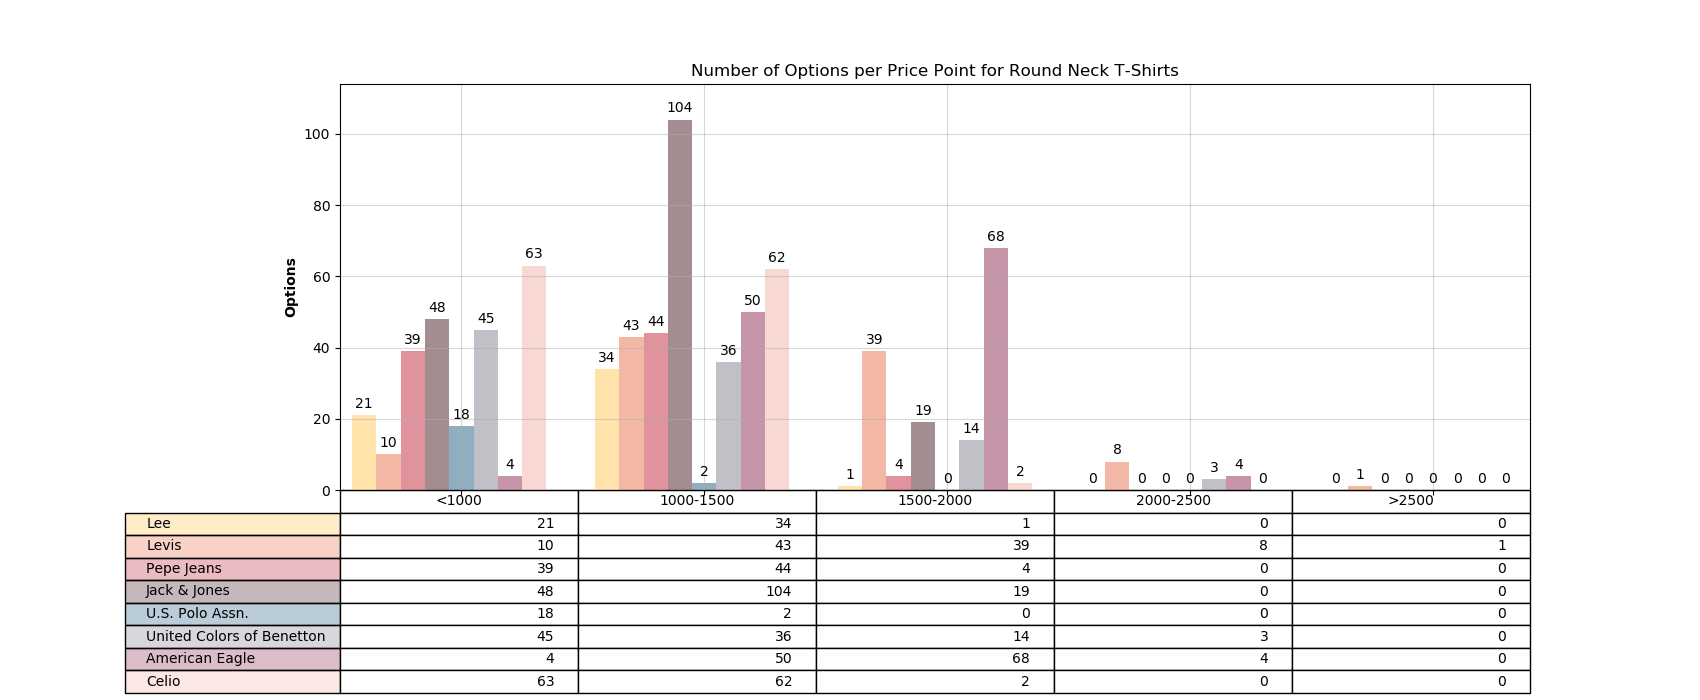 Number of Options per Price Point for Round Neck T-Shirts
Options
100
80
60
40
20
0
21 10 39 48 18 45 4 63
34 43 44 104 2 36 50 62
1 39 4 19 0 14 68 2
0 8 0 0 0 3 4 0
0 1 0 0 0 0 0 0
<1000 1000-1500 1500-2000 2000-2500 >2500
Lee 21 34 1 0 0
Levis 10 43 39 8 1
Pepe Jeans 39 44 4 0 0
Jack & Jones 48 104 19 0 0
U.S. Polo Assn. 18 2 0 0 0
United Colors of Benetton 45 36 14 3 0
American Eagle 4 50 68 4 0
Celio 63 62 2 0 0